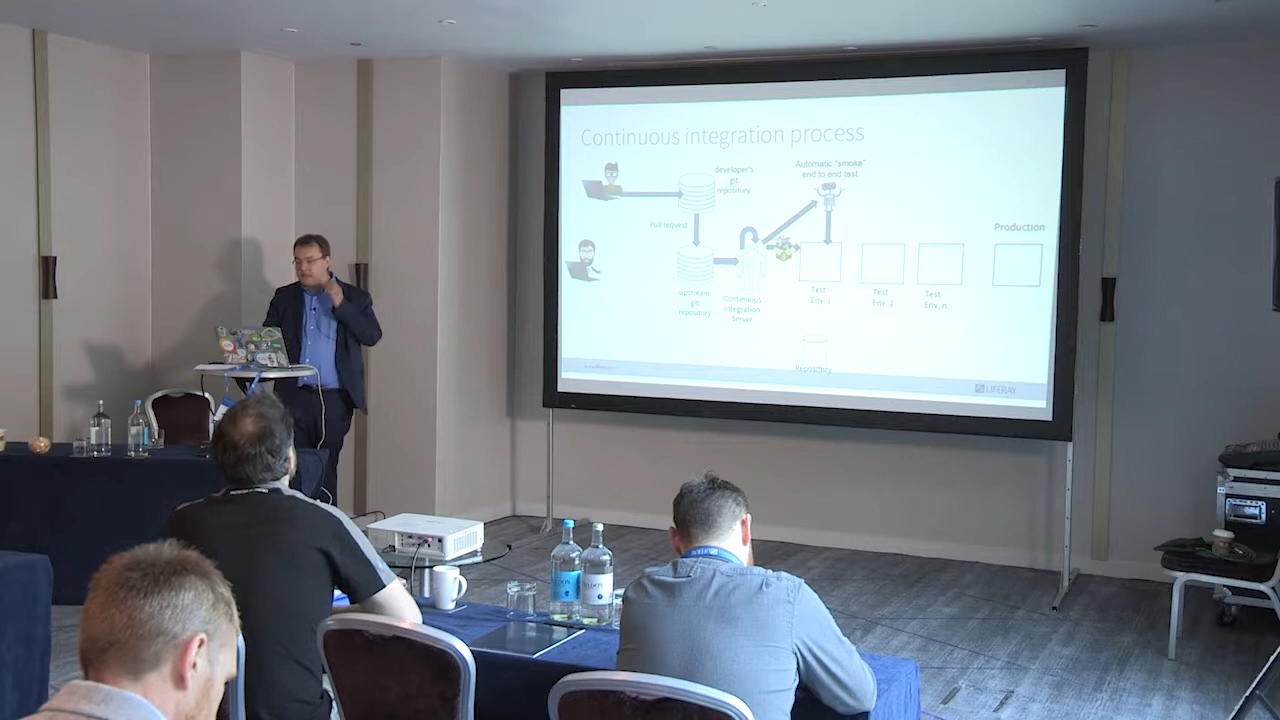 Continuous integration process
developer's
git
repository
Automatic "smoke"
end to end test
Pull request
Production
upstream
git
repository
Continuous
Integration
Server
Test
Env. 1
Test
Env. 2
Test
Env. n.
Repository
LIFERAY